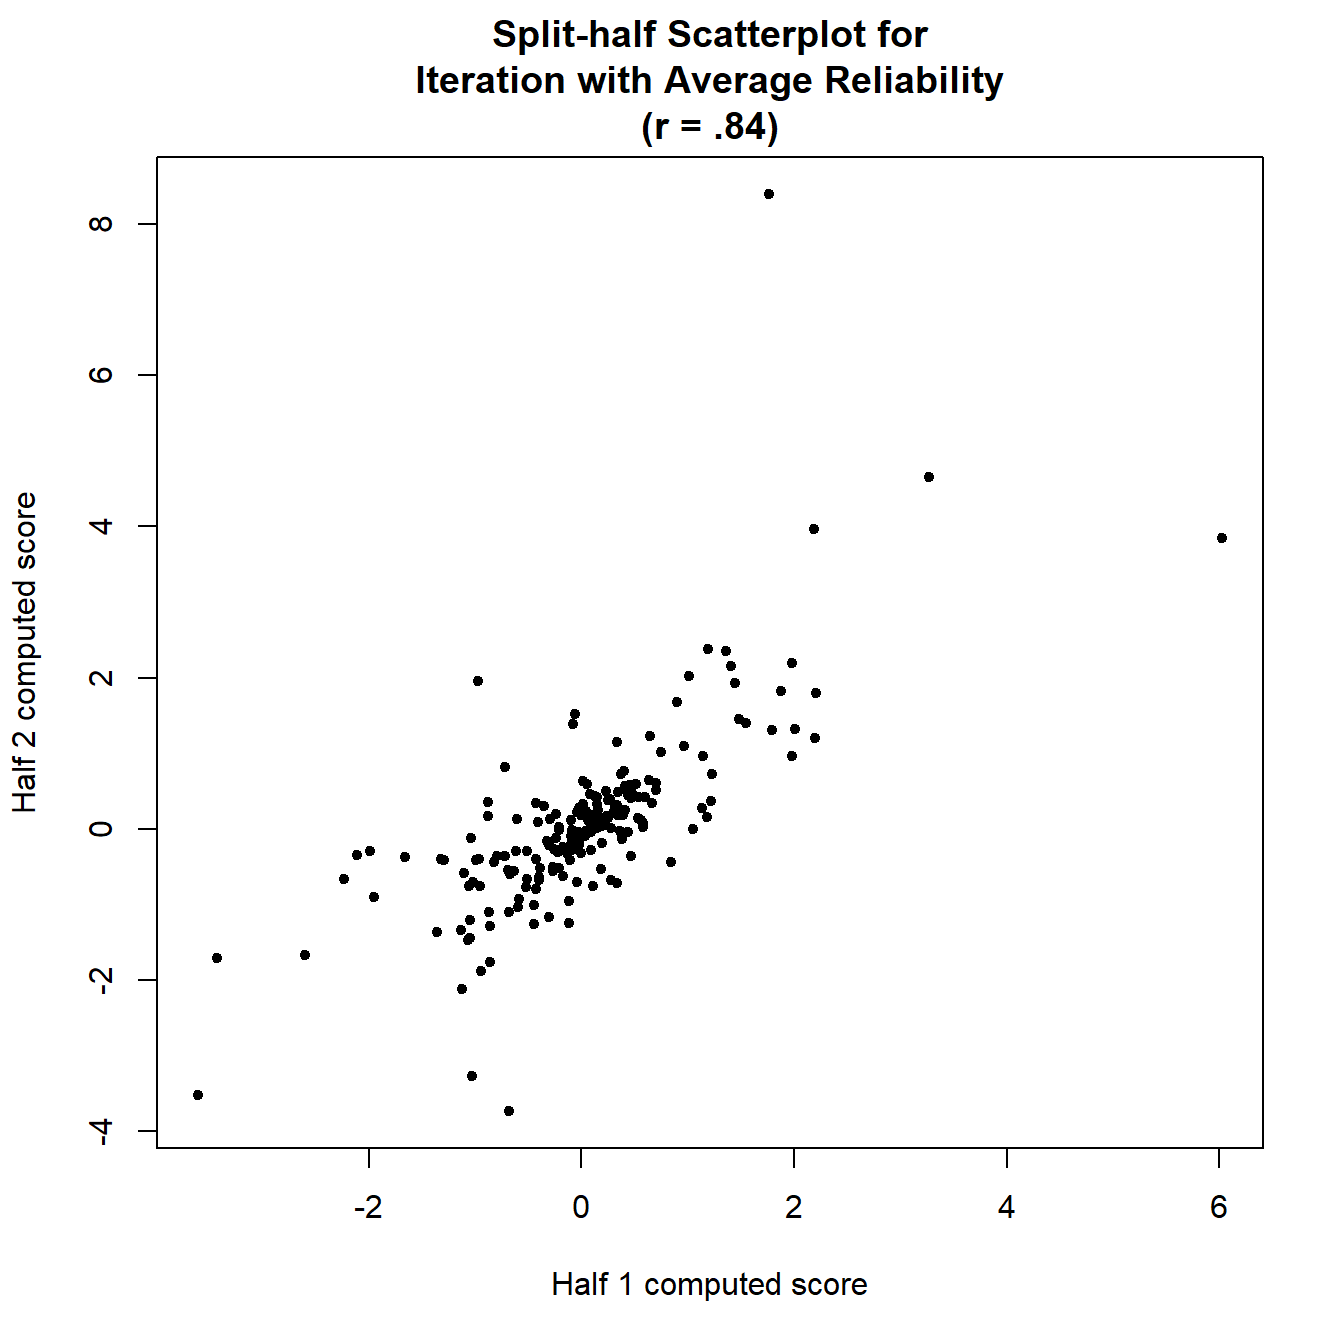 Split-half Scatterplot for
Iteration with Average Reliability
(r = .84)
8
6
4
2
0
-2
-4
Half 2 computed score
-2 0 2 4 6
Half 1 computed score